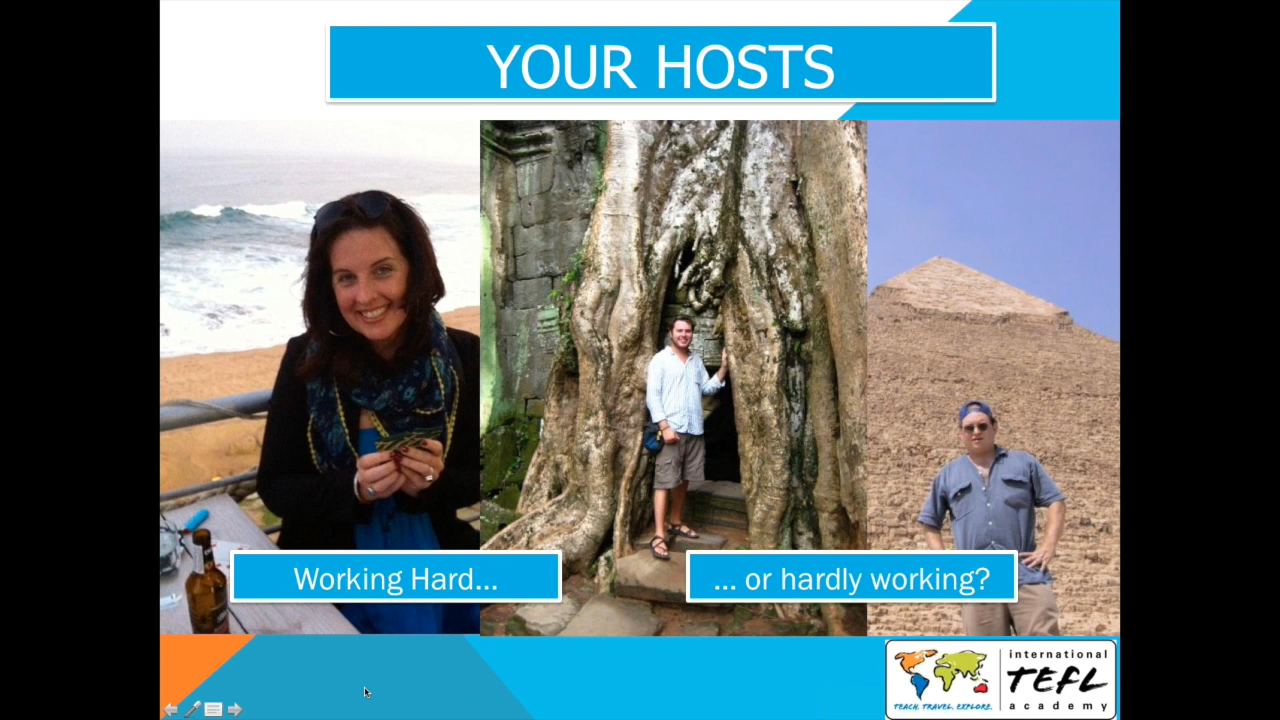 YOUR HOSTS
Working Hard...
... or hardly working?
international
TEFL
academy
TEACH. TRAVEL. EXPLORE.